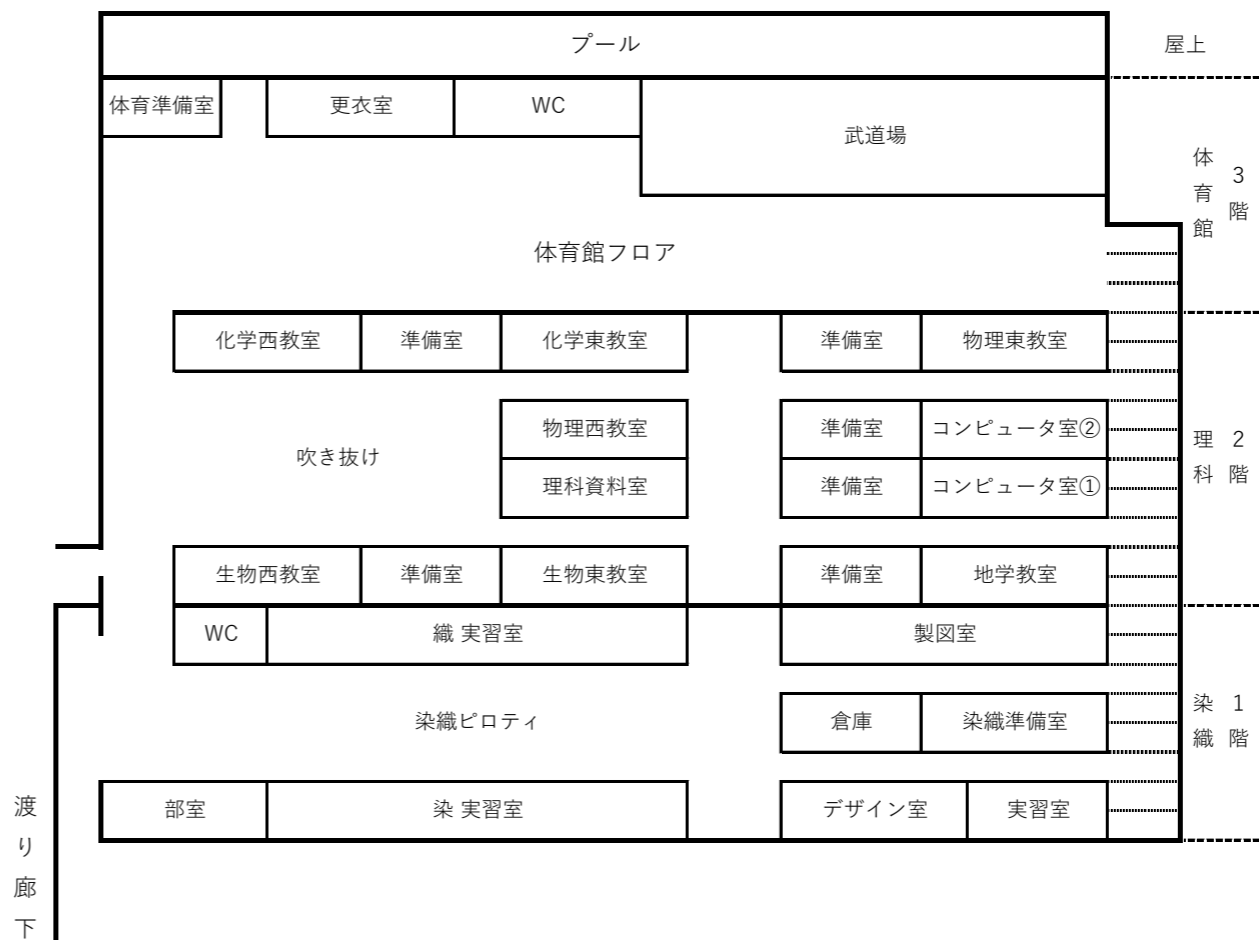 プール
屋上
体育準備室
更衣室
WC
武道場
体育館
3階
体育館フロア
化学西教室
準備室
化学東教室
準備室
物理東教室
物理西教室
準備室
コンピュータ室②
吹き抜け
理科
2階
理科資料室
準備室
コンピュータ室①
生物西教室
準備室
生物東教室
準備室
地学教室
WC
織 実習室
製図室
染織ピロティ
倉庫
染織準備室
染織
1階
部室
染 実習室
デザイン室
実習室
渡り廊下